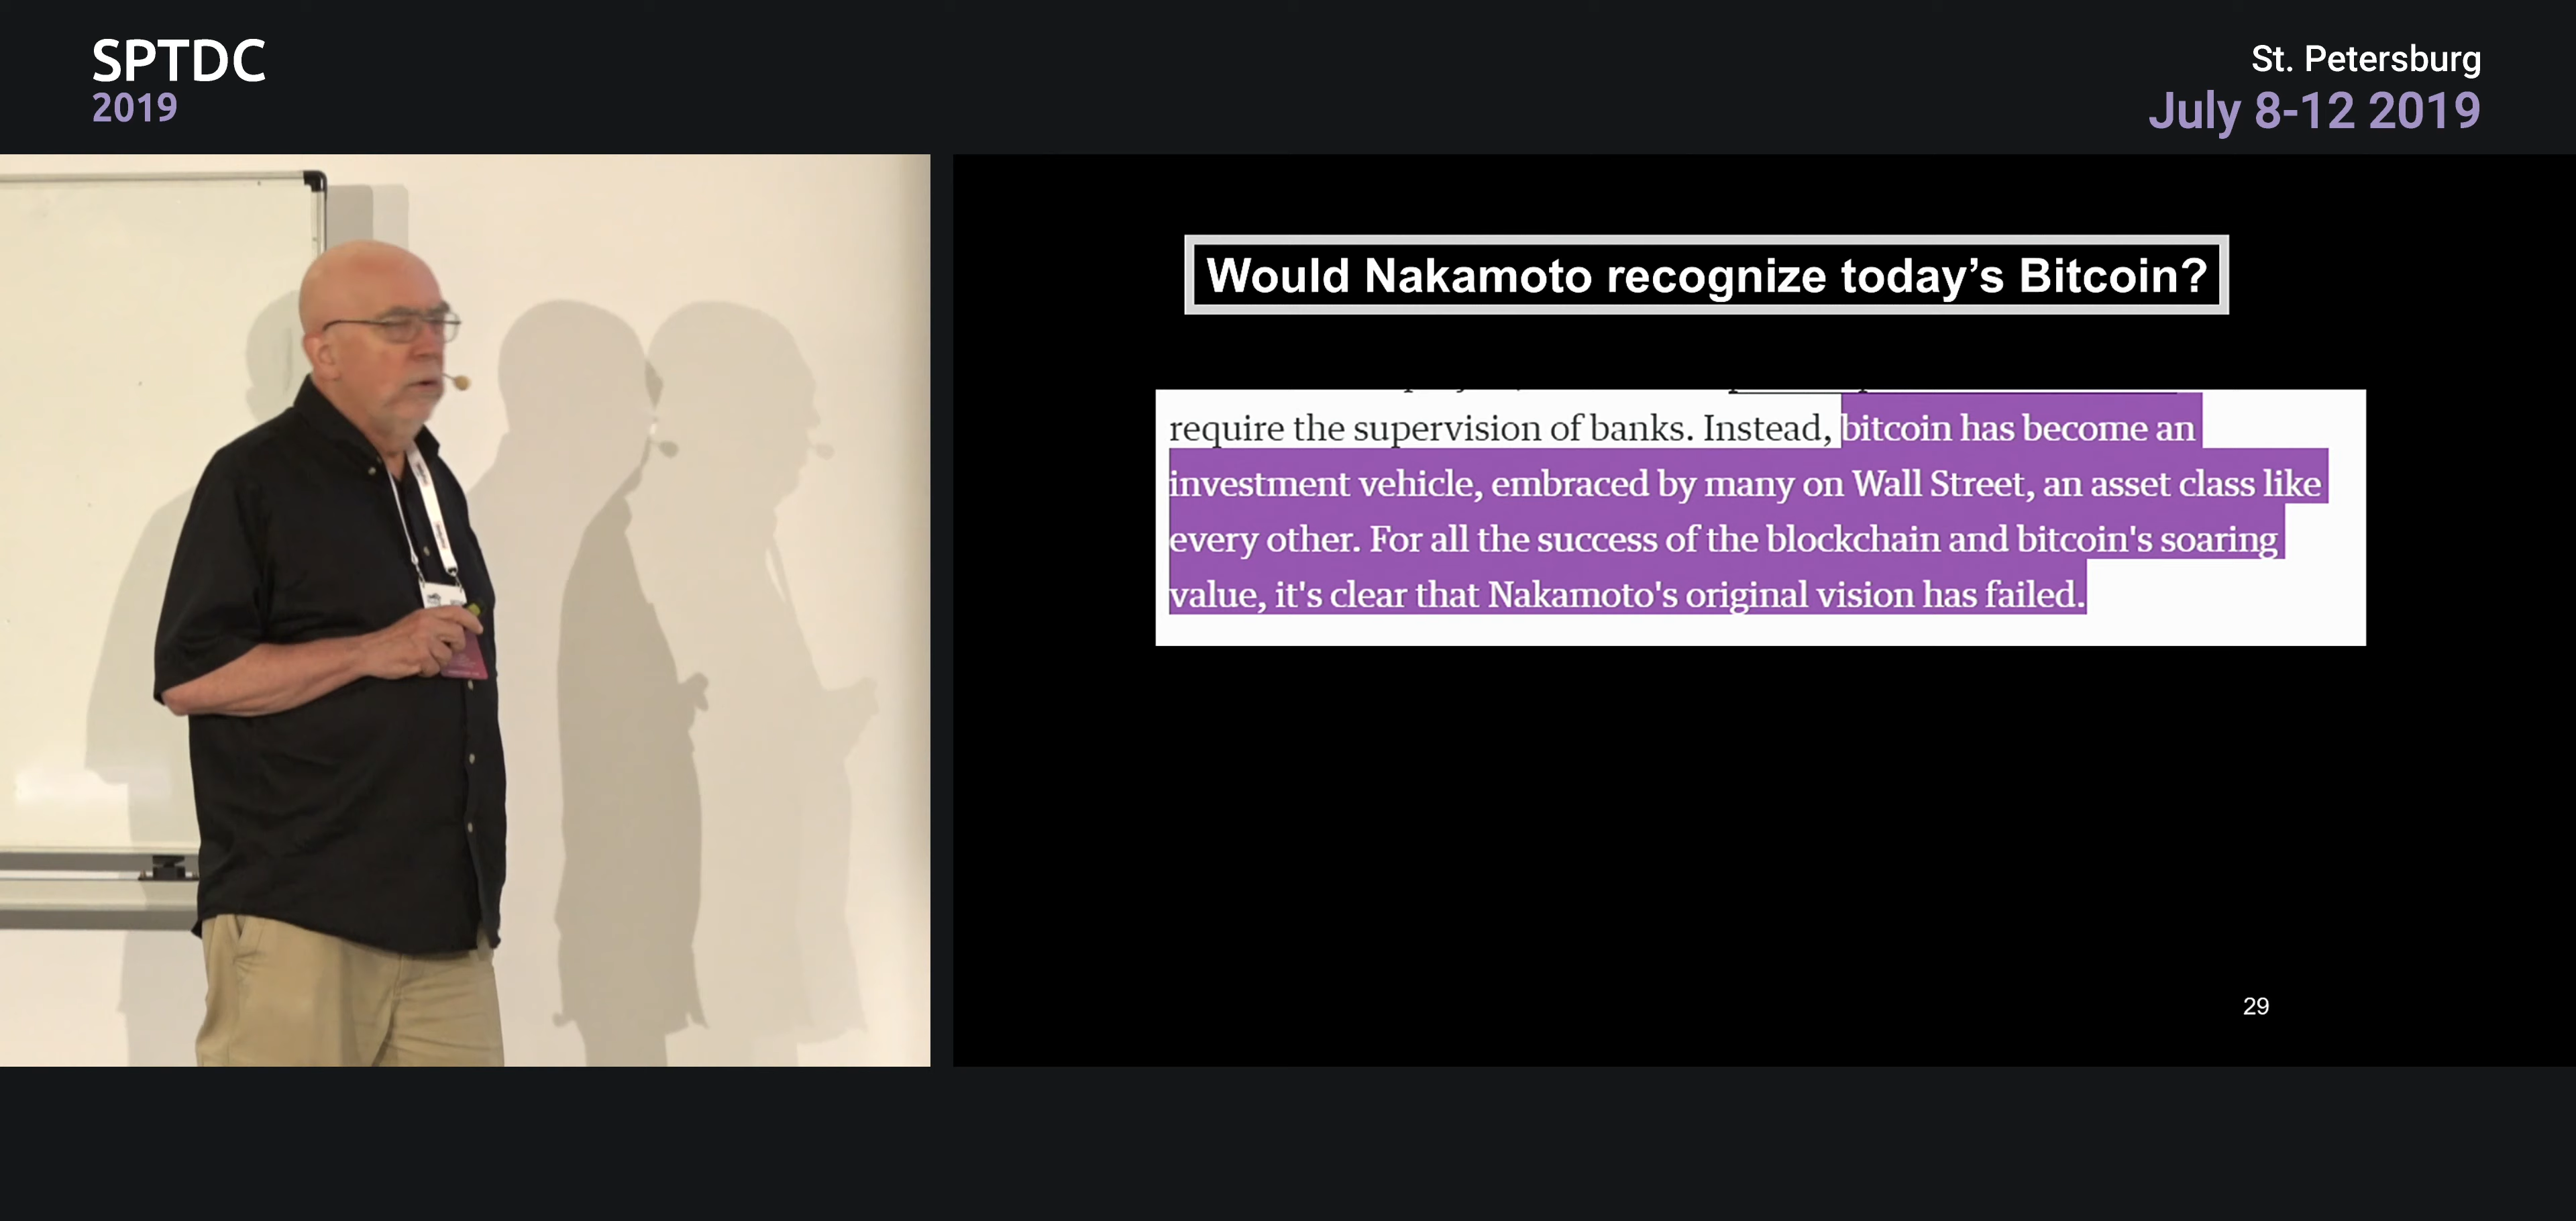 SPTDC
2019
St. Petersburg
July 8-12 2019
Would Nakamoto recognize today’s Bitcoin?
require the supervision of banks. Instead, bitcoin has become an
investment vehicle, embraced by many on Wall Street, an asset class like
every other. For all the success of the blockchain and bitcoin's soaring
value, it's clear that Nakamoto's original vision has failed.
29